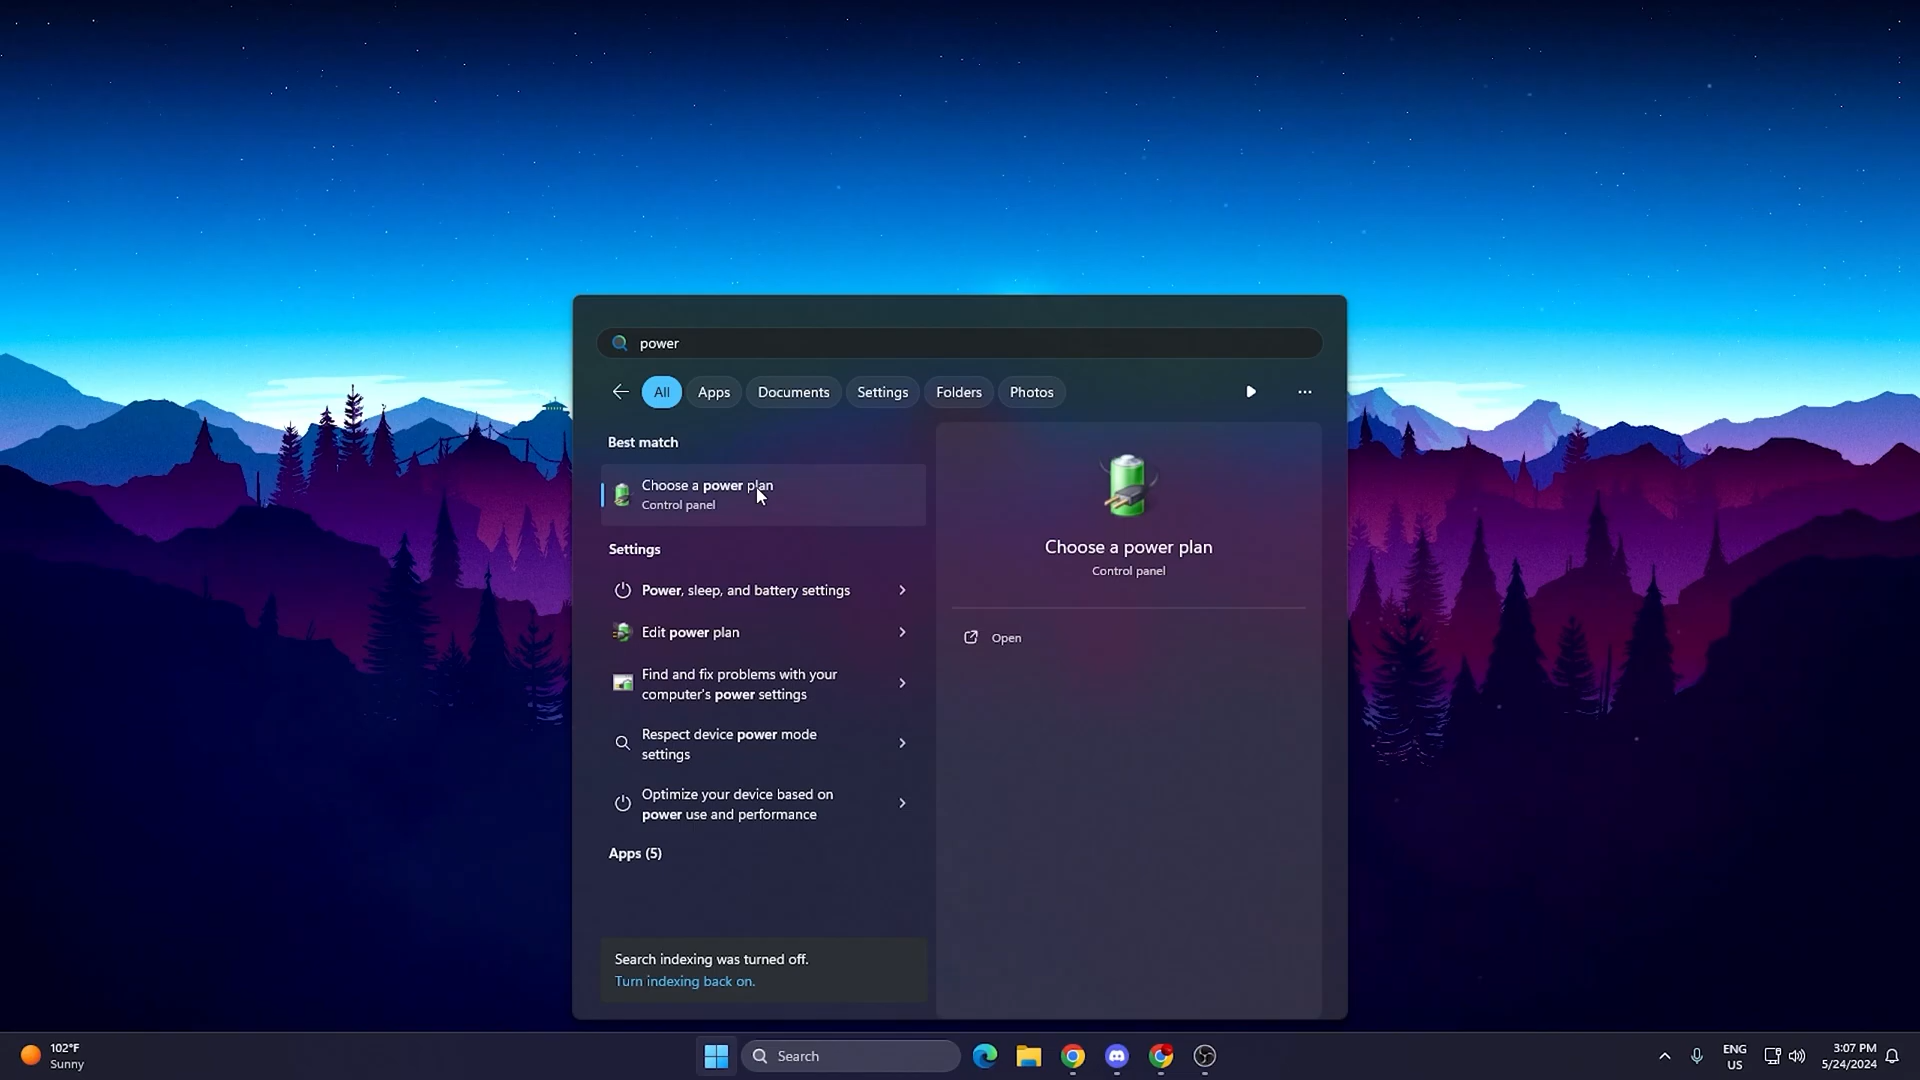 power
All
Apps
Documents
Settings
Folders
Photos
Best match
Choose a power plan
Control panel
Settings
Power, sleep, and battery settings
Edit power plan
Find and fix problems with your
computer's power settings
Respect device power mode
settings
Optimize your device based on
power use and performance
Apps (5)
Search indexing was turned off.
Turn indexing back on.
Choose a power plan
Control panel
Open
102°F
Sunny
Search
ENG
US
3:07 PM
5/24/2024